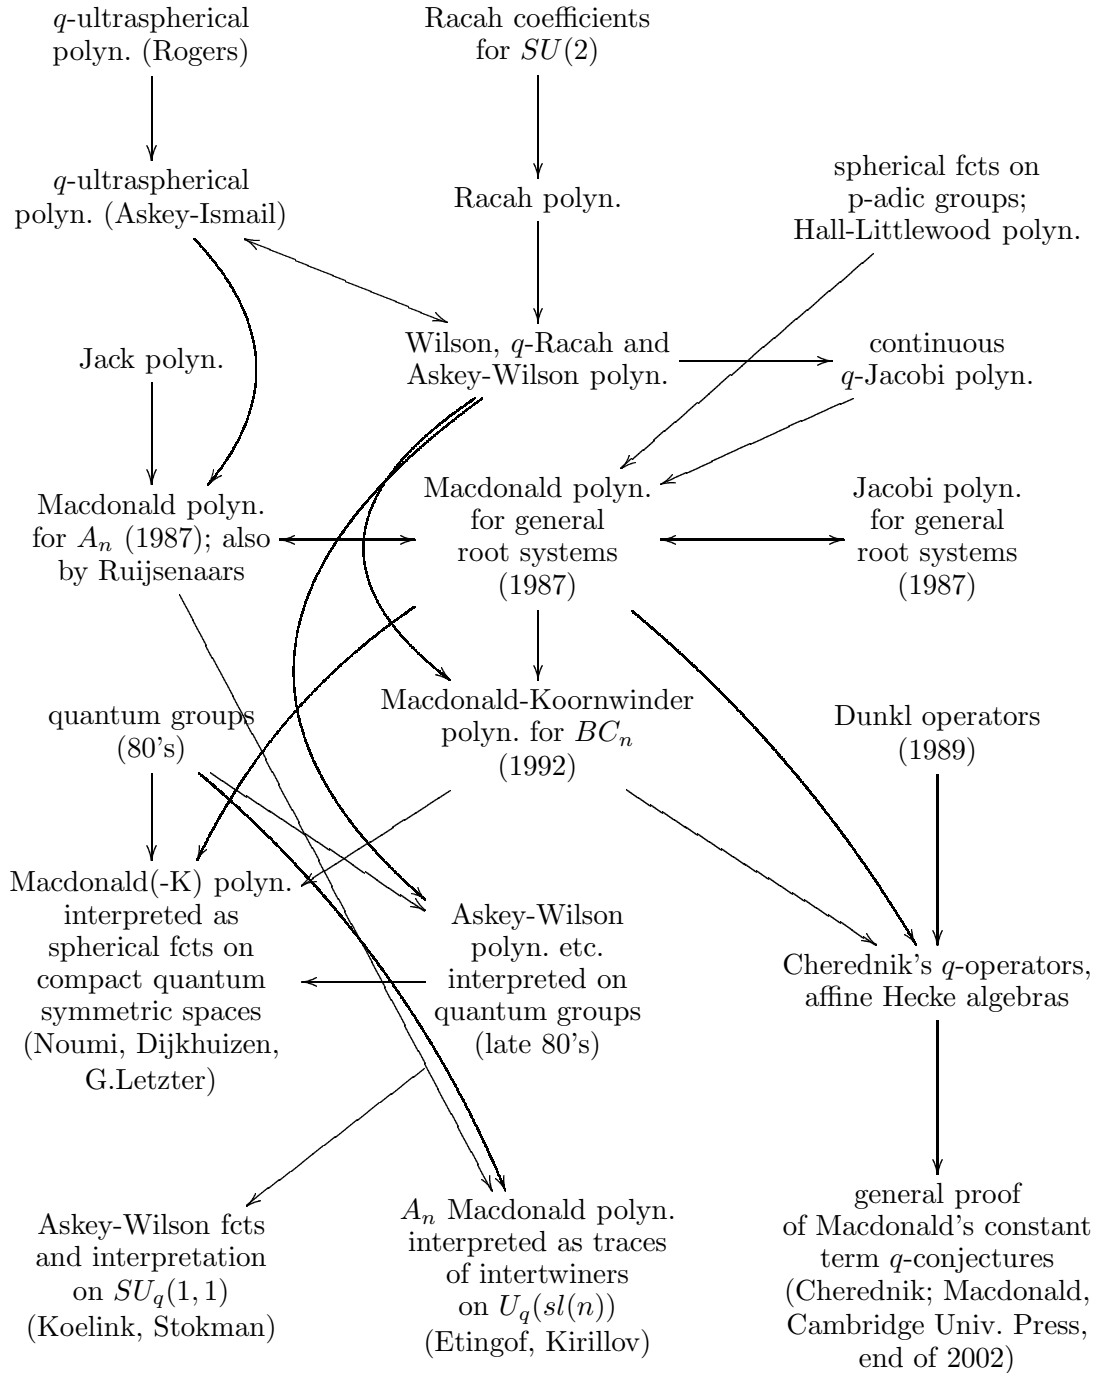 q-ultraspherical
polyn. (Rogers)
Racah coefficients
for SU(2)
q-ultraspherical
polyn. (Askey-Ismail)
Racah polyn.
spherical fcts on
p-adic groups;
Hall-Littlewood polyn.
Jack polyn.
Wilson, q-Racah and
Askey-Wilson polyn.
continuous
q-Jacobi polyn.
Macdonald polyn.
for Aₙ (1987); also
by Ruijsenaars
Macdonald polyn.
for general
root systems
(1987)
Jacobi polyn.
for general
root systems
(1987)
quantum groups
(80's)
Macdonald-Koornwinder
polyn. for BCₙ
(1992)
Dunkl operators
(1989)
Macdonald(-K) polyn.
interpreted as
spherical fcts on
compact quantum
symmetric spaces
(Noumi, Dijkhuizen,
G.Letzter)
Askey-Wilson
polyn. etc.
interpreted on
quantum groups
(late 80's)
Cherednik's q-operators,
affine Hecke algebras
Askey-Wilson fcts
and interpretation
on SU_q(1, 1)
(Koelink, Stokman)
Aₙ Macdonald polyn.
interpreted as traces
of intertwiners
on U_q(sl(n))
(Etingof, Kirillov)
general proof
of Macdonald's constant
term q-conjectures
(Cherednik; Macdonald,
Cambridge Univ. Press,
end of 2002)